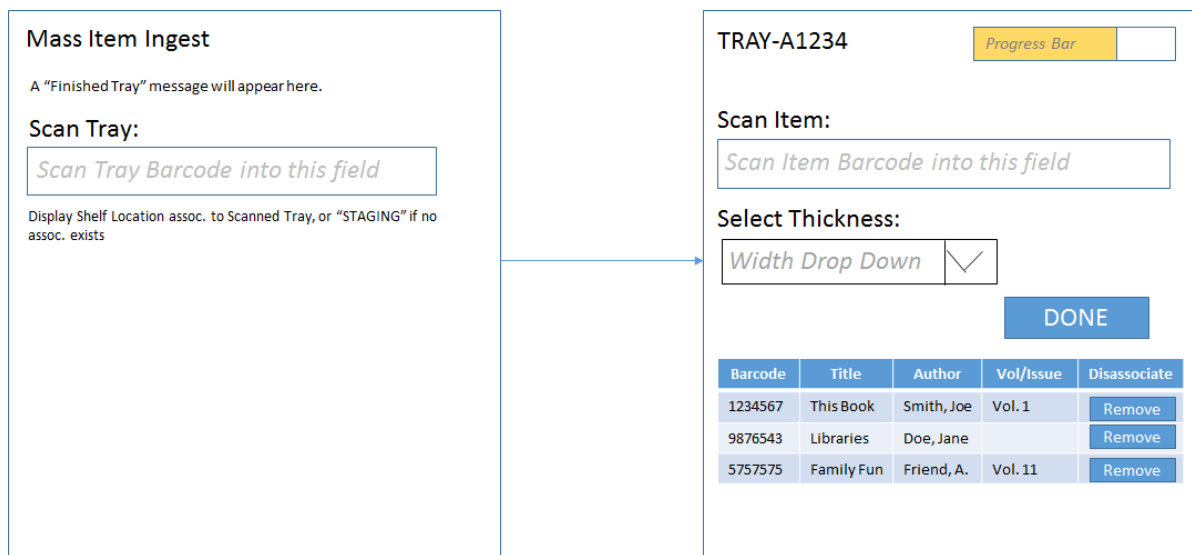 Mass Item Ingest
A “Finished Tray” message will appear here.
Scan Tray:
Scan Tray Barcode into this field
Display Shelf Location assoc. to Scanned Tray, or “STAGING” if no
assoc. exists
TRAY-A1234
Progress Bar
Scan Item:
Scan Item Barcode into this field
Select Thickness:
Width Drop Down
DONE
Barcode Title Author Vol/Issue Disassociate
1234567 This Book Smith, Joe Vol. 1 Remove
9876543 Libraries Doe, Jane Remove
5757575 Family Fun Friend, A. Vol. 11 Remove